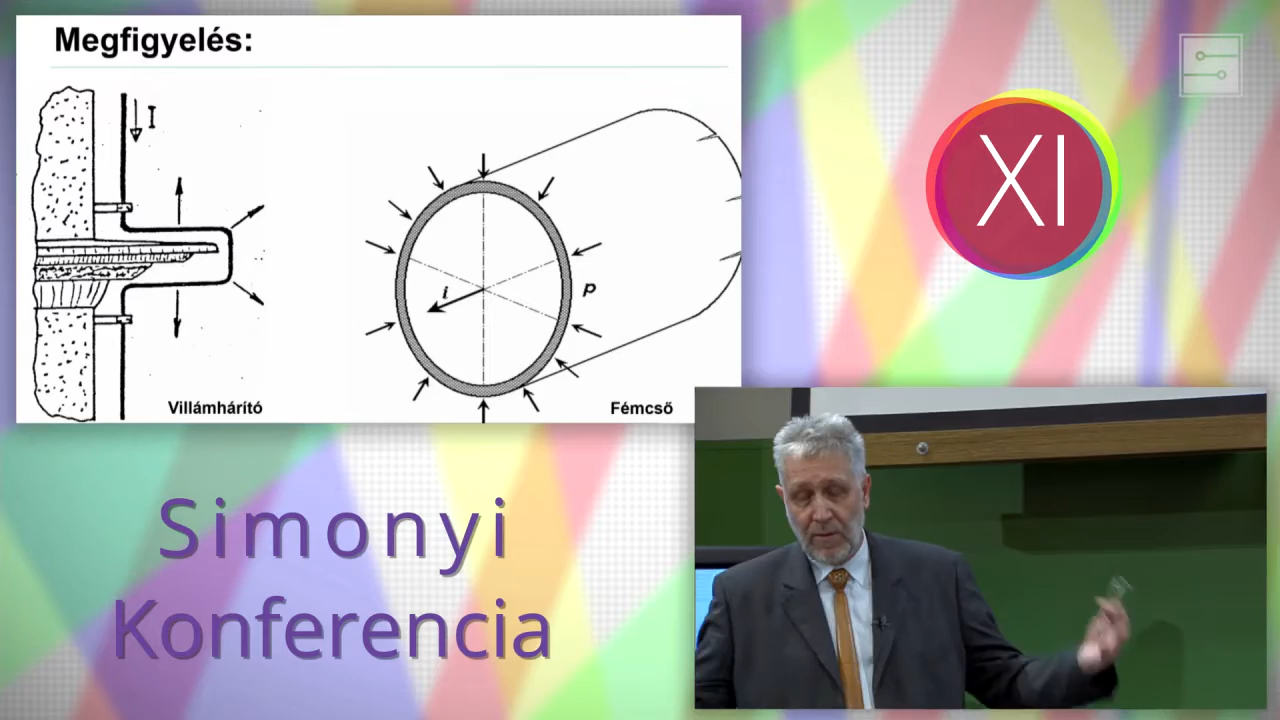 Megfigyelés:
I
i
p
Villámhárító
Fémcső
XI
Simonyi
Konferencia